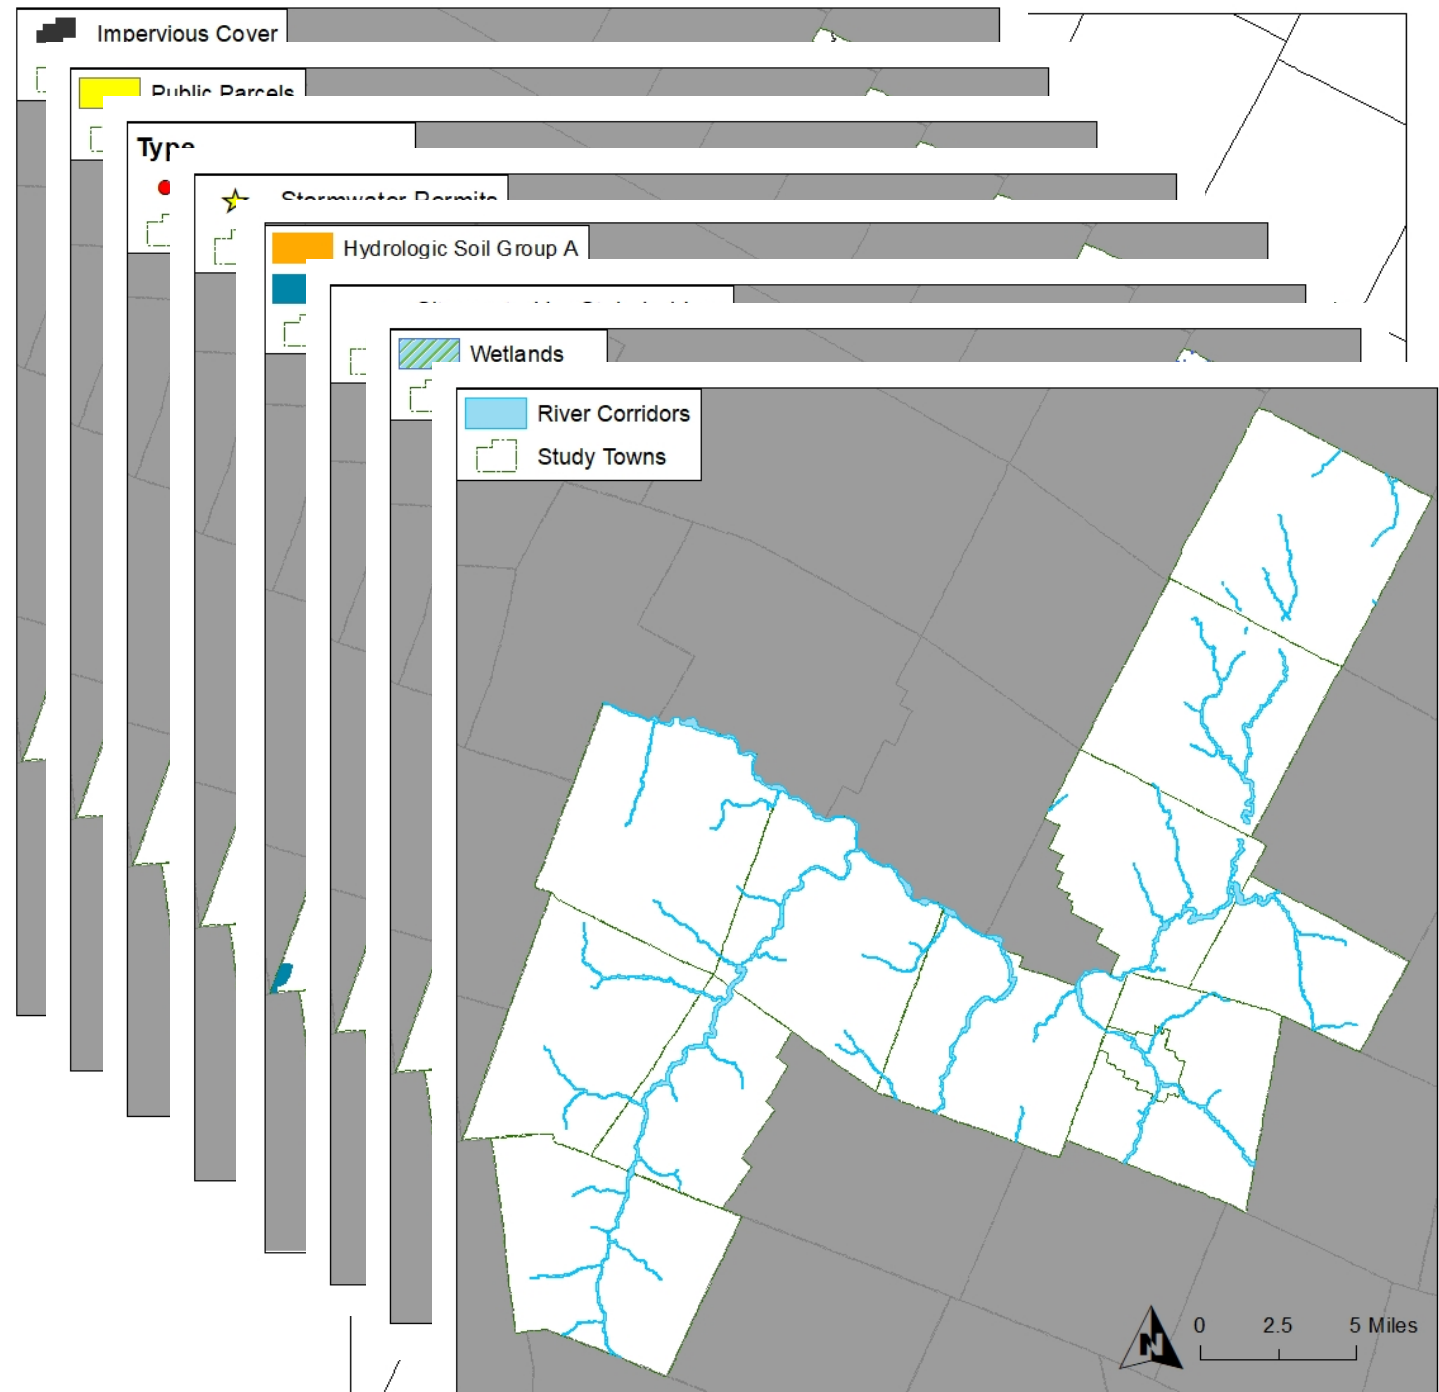 Impervious Cover
Public Parcels
Type
Stormwater Permits
Hydrologic Soil Group A
Wetlands
River Corridors
Study Towns
N
0 2.5 5 Miles